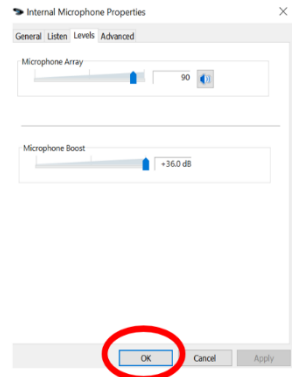 Internal Microphone Properties
General Listen Levels Advanced
Microphone Array
90
Microphone Boost
+36.0 dB
OK Cancel Apply